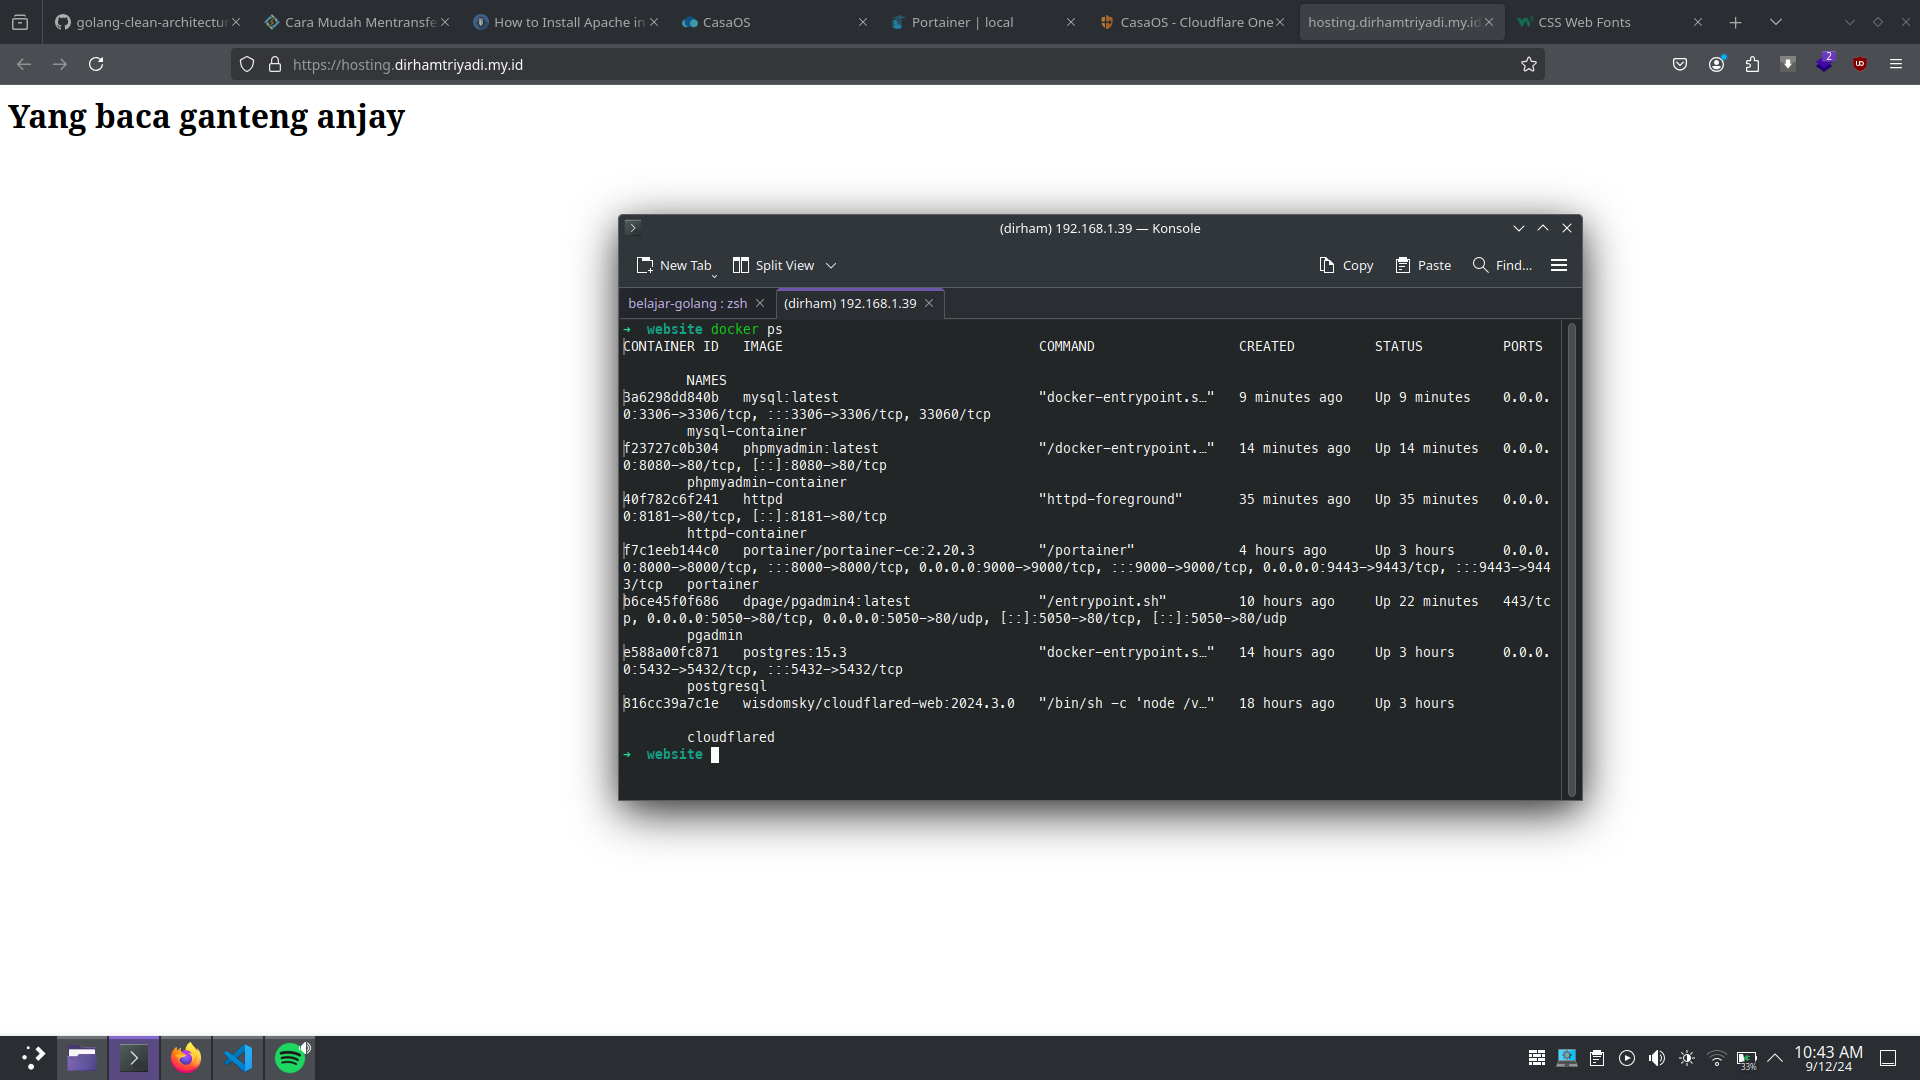 golang-clean-architectur
Cara Mudah Mentransfe
How to Install Apache in
CasaOS
Portainer | local
CasaOS - Cloudflare One
hosting.dirhamtriyadi.my.id
CSS Web Fonts
https://hosting.dirhamtriyadi.my.id
2
Yang baca ganteng anjay
(dirham) 192.168.1.39 — Konsole
New Tab
Split View
Copy
Paste
Find...
belajar-golang : zsh
(dirham) 192.168.1.39
➜  website docker ps
CONTAINER ID   IMAGE                                COMMAND                  CREATED          STATUS          PORTS
        NAMES
3a6298dd840b   mysql:latest                         "docker-entrypoint.s…"   9 minutes ago    Up 9 minutes    0.0.0.
0:3306->3306/tcp, :::3306->3306/tcp, 33060/tcp
        mysql-container
f23727c0b304   phpmyadmin:latest                    "/docker-entrypoint.…"   14 minutes ago   Up 14 minutes   0.0.0.
0:8080->80/tcp, [::]:8080->80/tcp
        phpmyadmin-container
40f782c6f241   httpd                                "httpd-foreground"       35 minutes ago   Up 35 minutes   0.0.0.
0:8181->80/tcp, [::]:8181->80/tcp
        httpd-container
f7c1eeb144c0   portainer/portainer-ce:2.20.3        "/portainer"             4 hours ago      Up 3 hours      0.0.0.
0:8000->8000/tcp, :::8000->8000/tcp, 0.0.0.0:9000->9000/tcp, :::9000->9000/tcp, 0.0.0.0:9443->9443/tcp, :::9443->944
3/tcp   portainer
b6ce45f0f686   dpage/pgadmin4:latest                "/entrypoint.sh"         10 hours ago     Up 22 minutes   443/tc
p, 0.0.0.0:5050->80/tcp, 0.0.0.0:5050->80/udp, [::]:5050->80/tcp, [::]:5050->80/udp
        pgadmin
e588a00fc871   postgres:15.3                        "docker-entrypoint.s…"   14 hours ago     Up 3 hours      0.0.0.
0:5432->5432/tcp, :::5432->5432/tcp
        postgresql
816cc39a7c1e   wisdomsky/cloudflared-web:2024.3.0   "/bin/sh -c 'node /v…"   18 hours ago     Up 3 hours
        cloudflared
➜  website
33%
10:43 AM
9/12/24